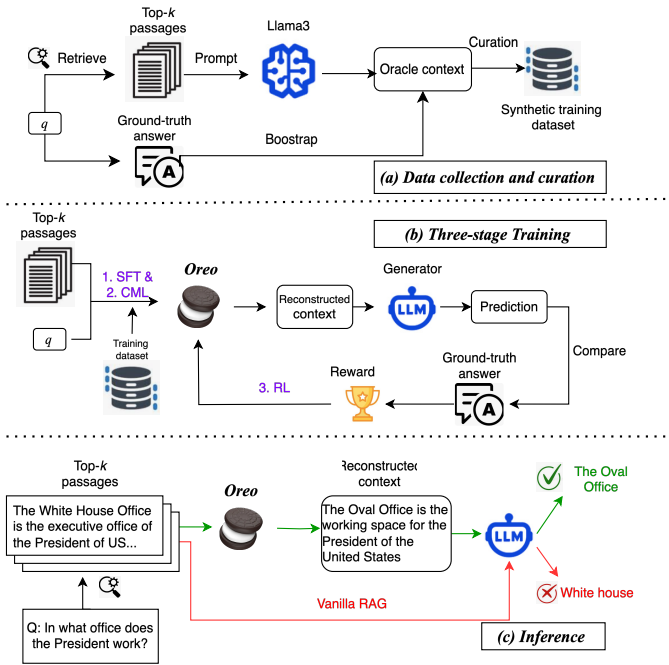 Top-k
passages
Llama3
Retrieve
Prompt
Oracle context
Curation
q
Ground-truth
answer
Boostrap
Synthetic training
dataset
A
(a) Data collection and curation
Top-k
passages
(b) Three-stage Training
1. SFT &
2. CML
Oreo
Reconstructed
context
Generator
LLM
Prediction
q
Training
dataset
Compare
3. RL
Reward
Ground-truth
answer
A
Top-k
passages
Oreo
Reconstructed
context
The Oval
Office
The White House Office
is the executive office of
the President of US...
The Oval Office is the
working space for the
President of the
United States
LLM
White house
Vanilla RAG
Q: In what office does
the President work?
(c) Inference